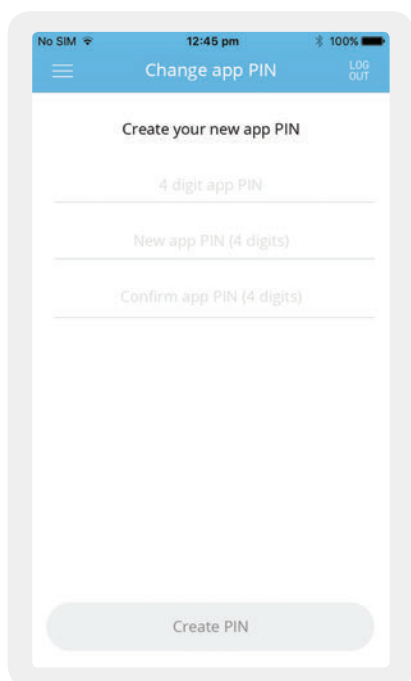 No SIM 12:45 pm 100%
Change app PIN LOG OUT
Create your new app PIN
4 digit app PIN
New app PIN (4 digits)
Confirm app PIN (4 digits)
Create PIN